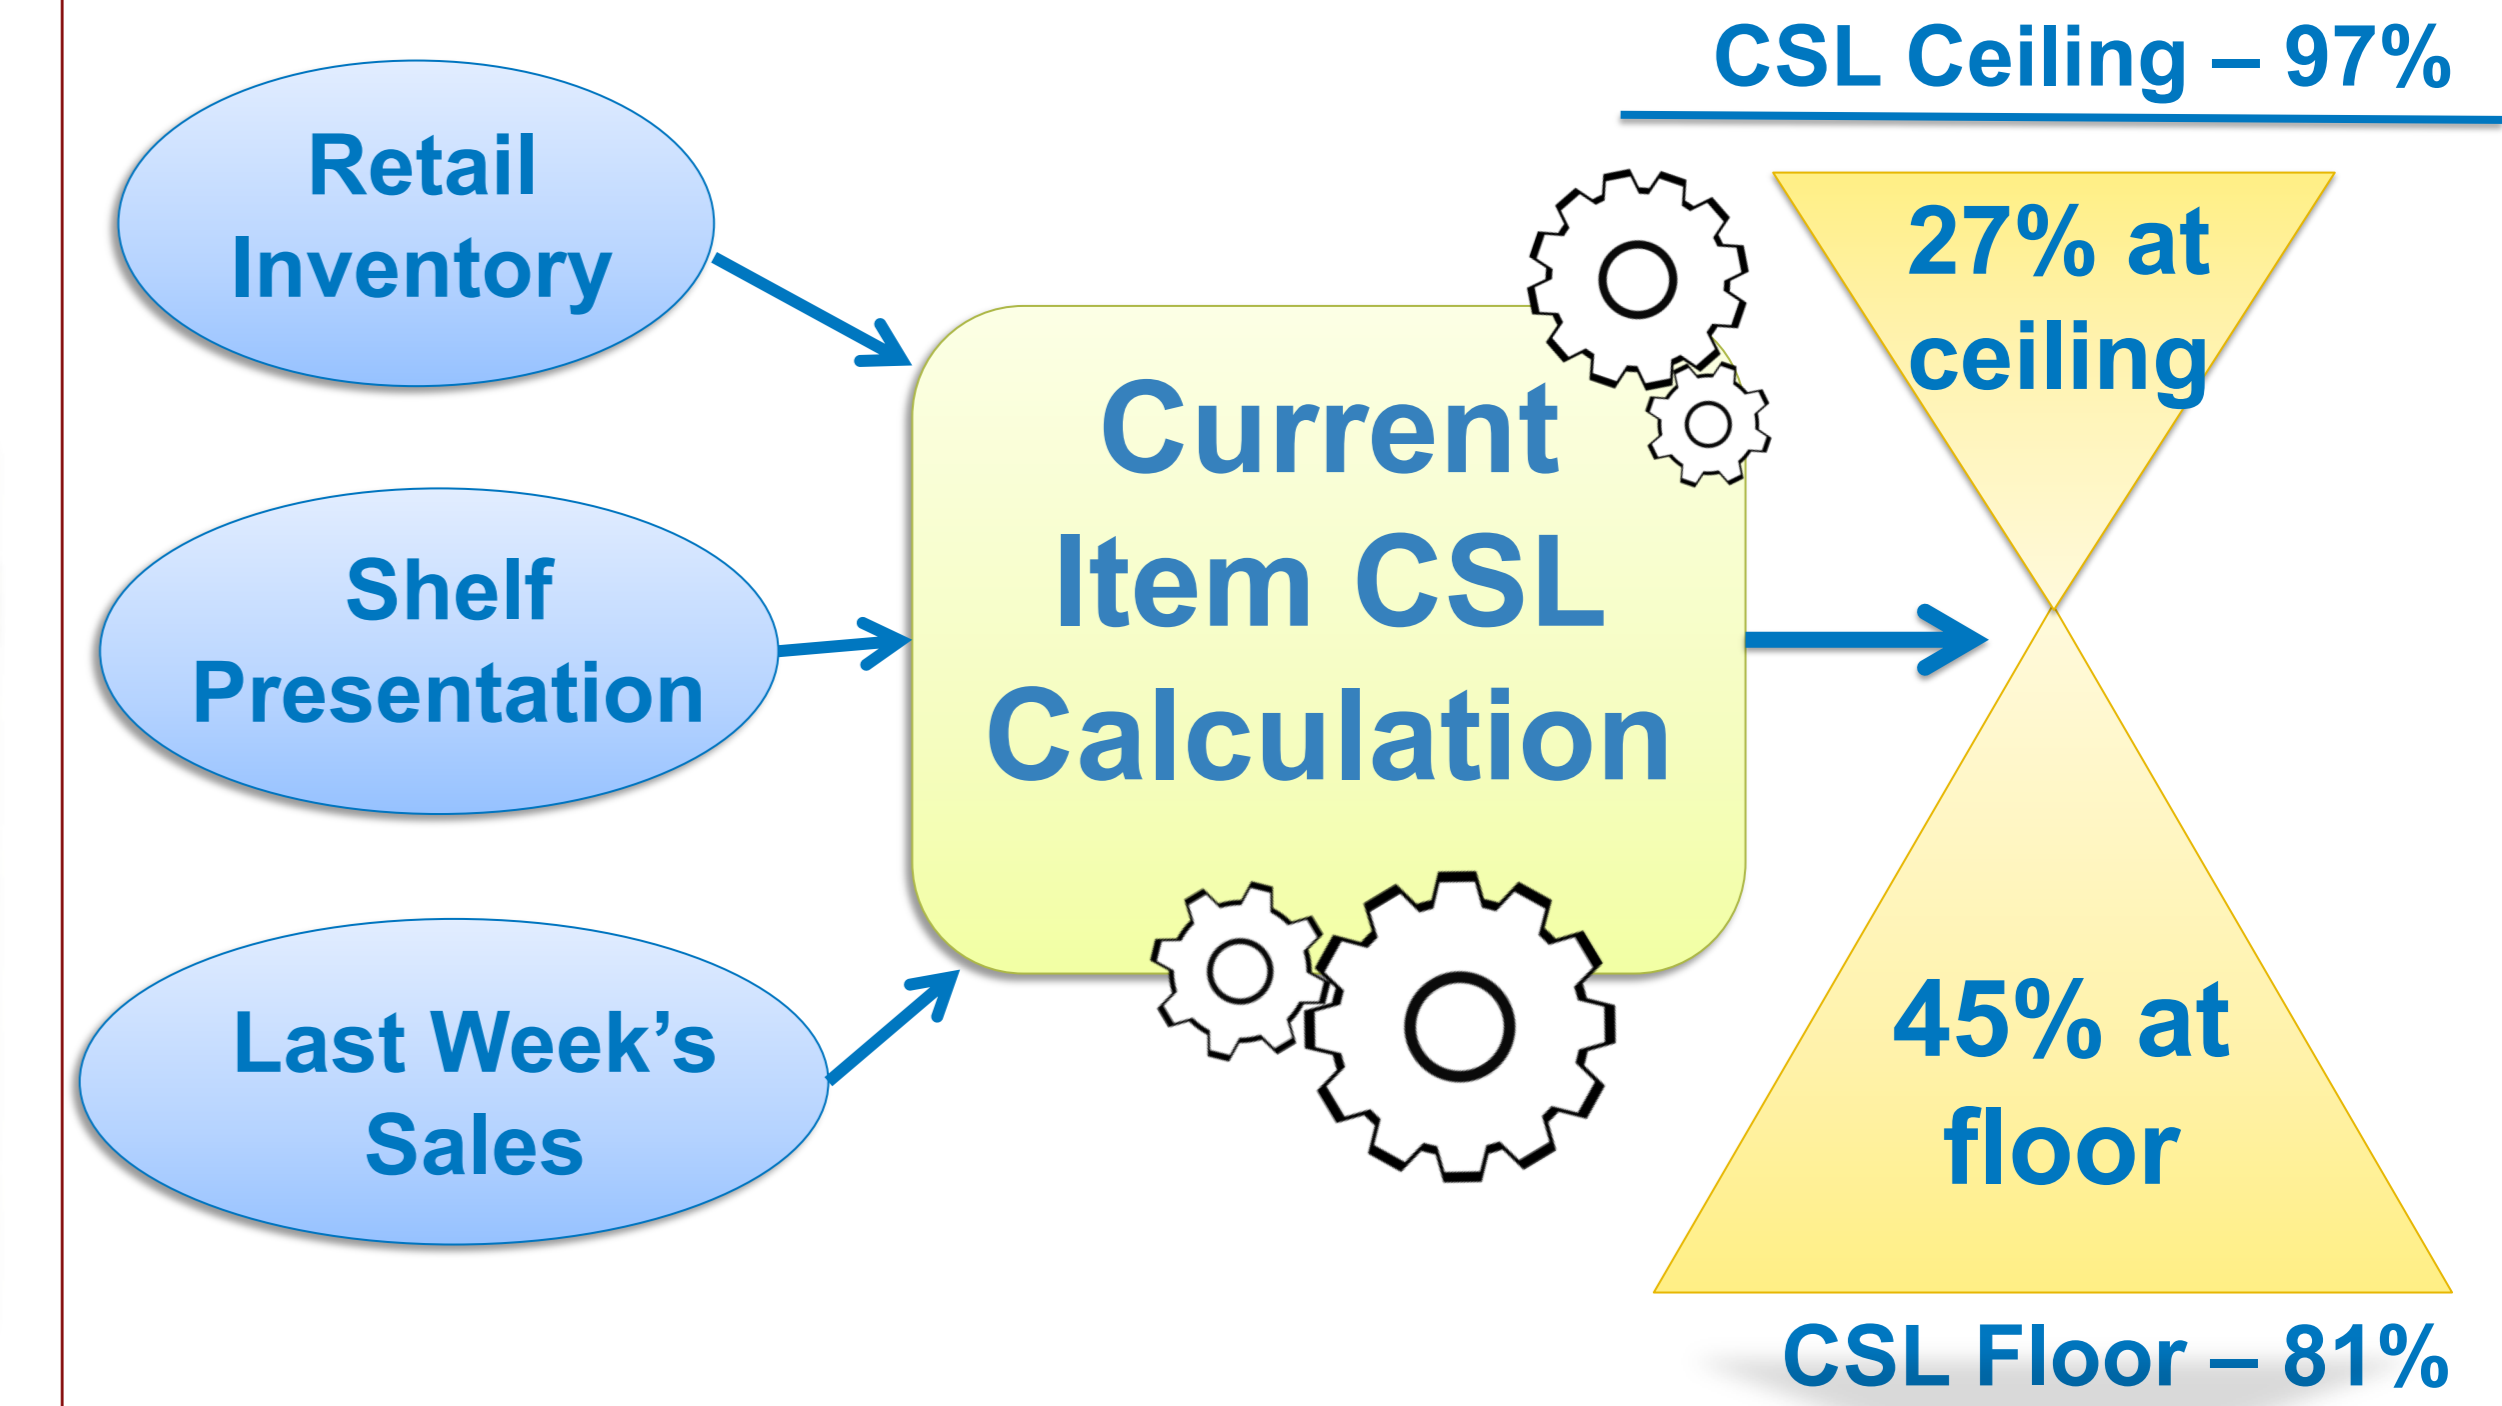 Retail
Inventory
Shelf
Presentation
Last Week’s
Sales
Current
Item CSL
Calculation
CSL Ceiling – 97%
27% at
ceiling
45% at
floor
CSL Floor – 81%